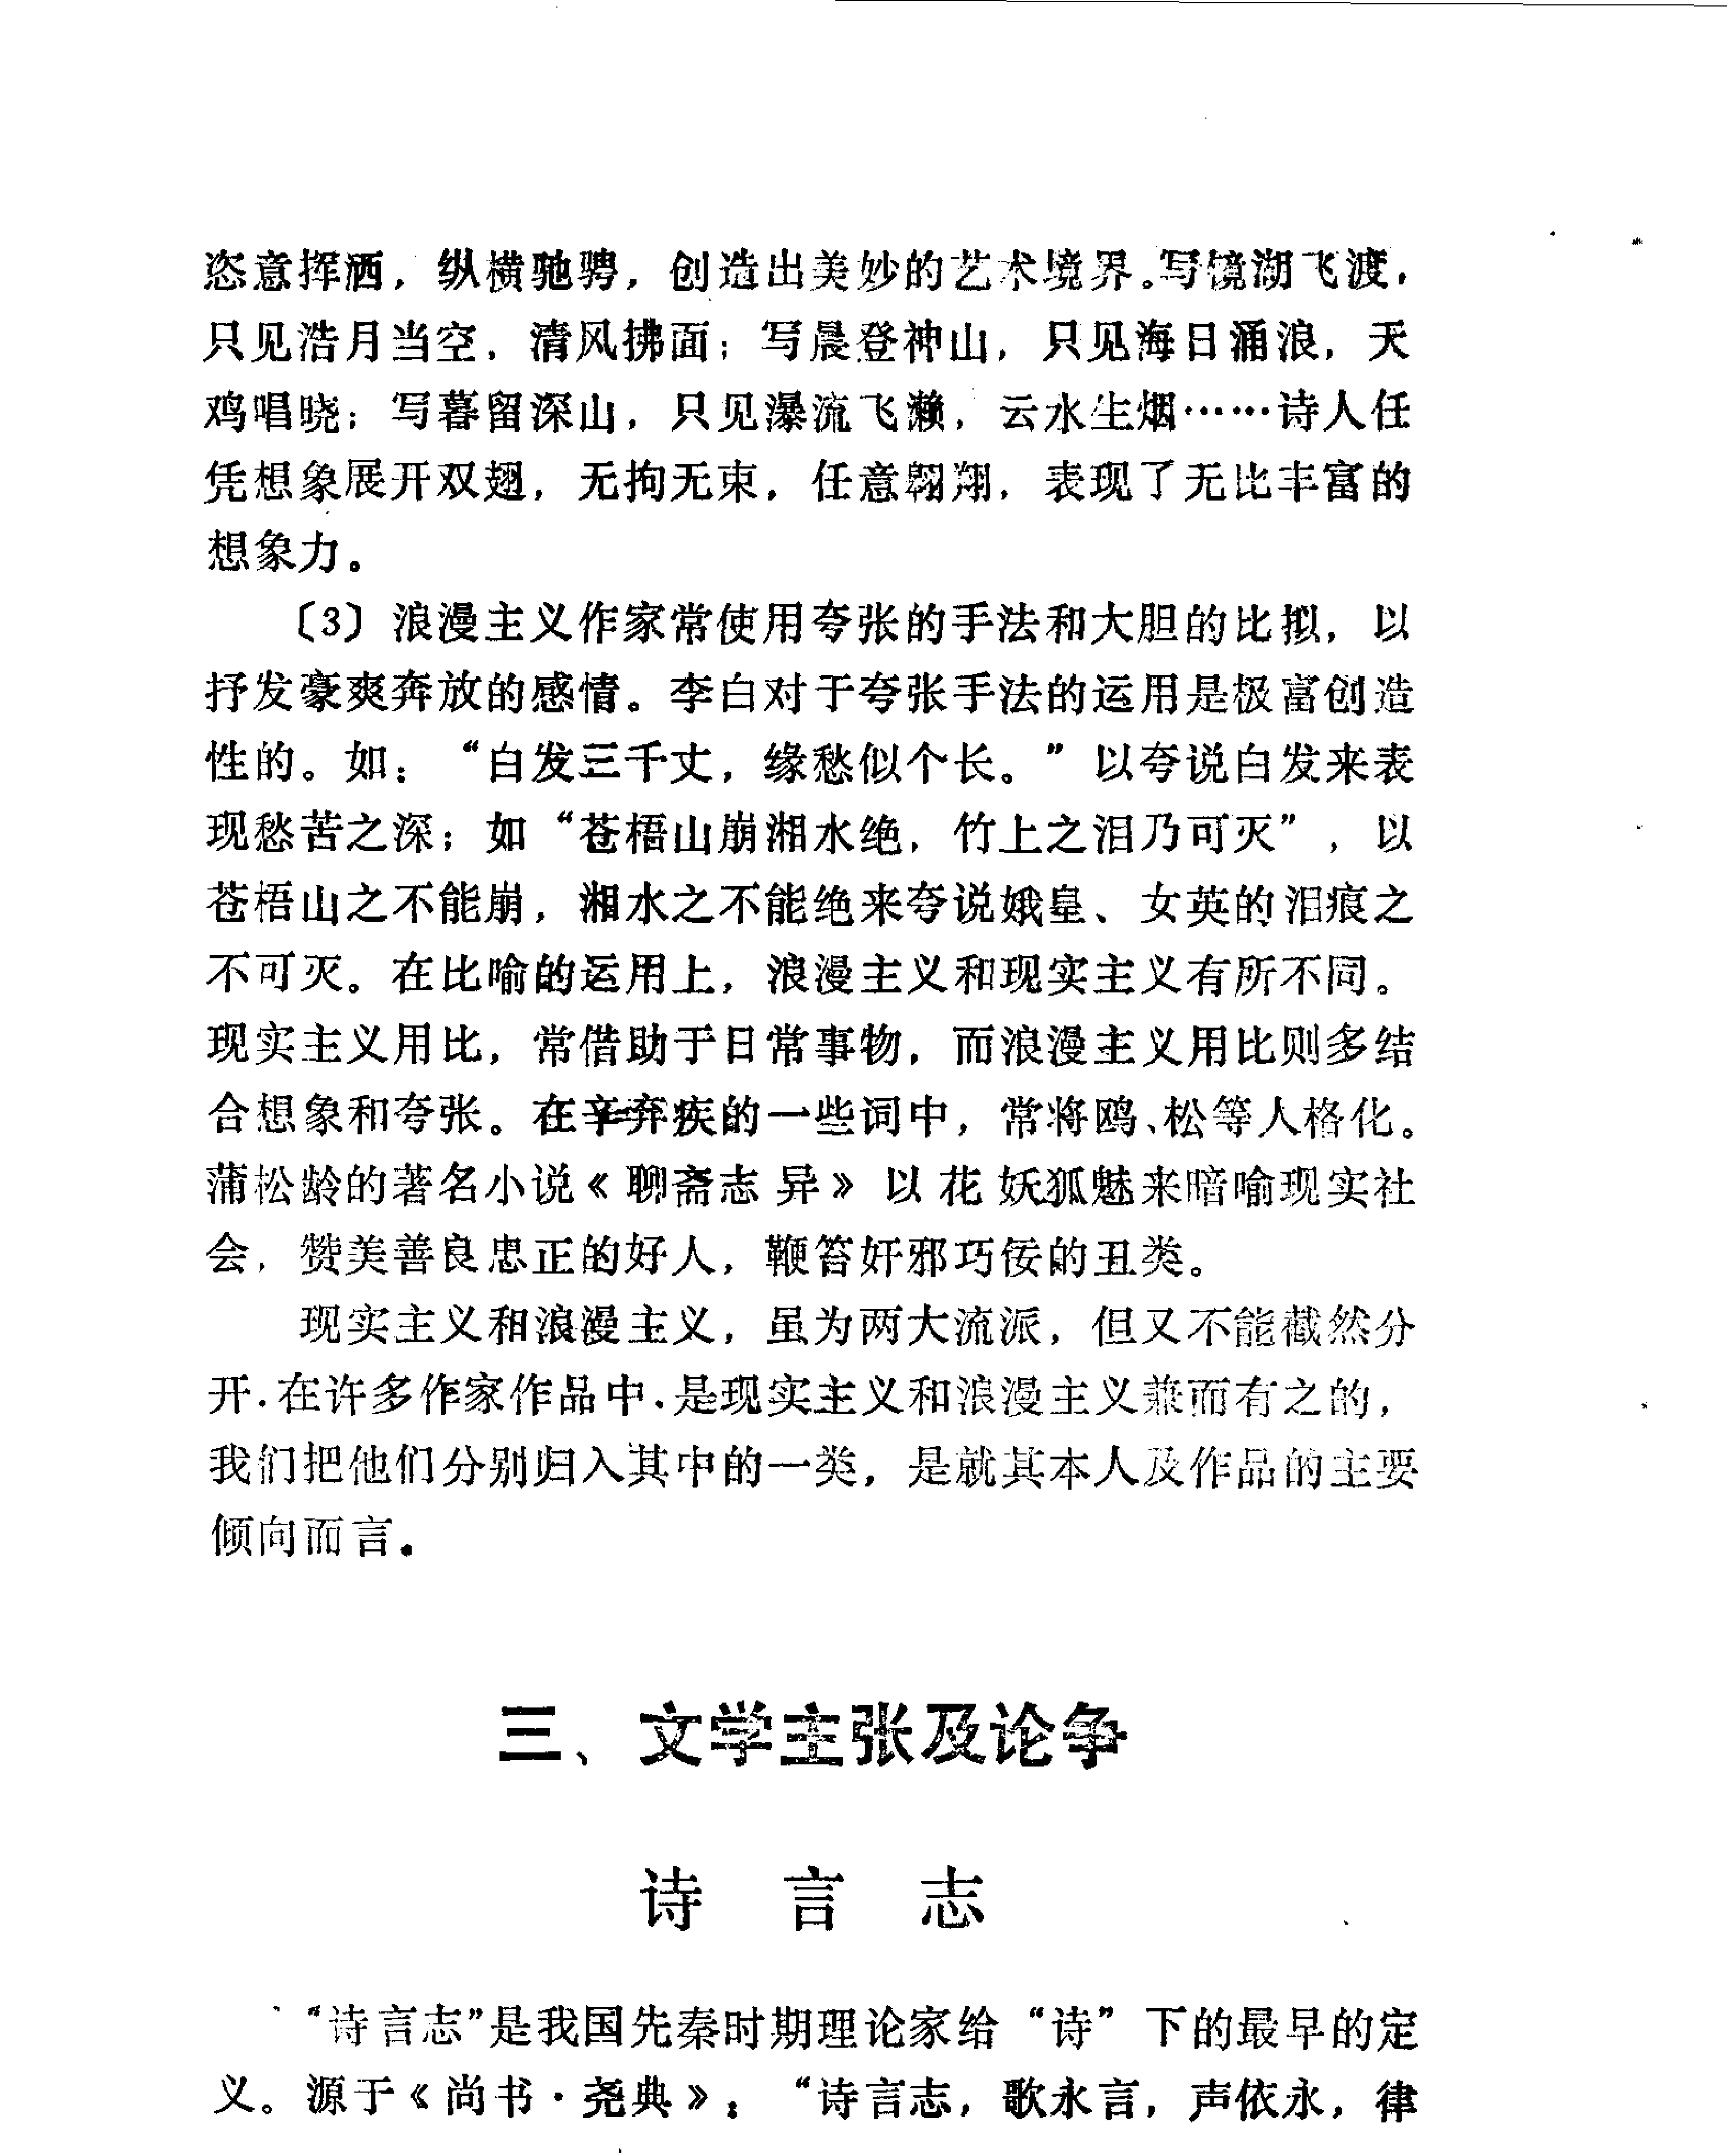 恣意挥洒，纵横驰骋，创造出美妙的艺术境界。写镜湖飞渡，
只见浩月当空，清风拂面；写晨登神山，只见海日涌浪，天
鸡唱晓；写暮留深山，只见瀑流飞濑，云水生烟……诗人任
凭想象展开双翅，无拘无束，任意翱翔，表现了无比丰富的
想象力。
〔3〕浪漫主义作家常使用夸张的手法和大胆的比拟，以
抒发豪爽奔放的感情。李白对于夸张手法的运用是极富创造
性的。如：“白发三千丈，缘愁似个长。”以夸说白发来表
现愁苦之深；如“苍梧山崩湘水绝，竹上之泪乃可灭”，以
苍梧山之不能崩，湘水之不能绝来夸说娥皇、女英的泪痕之
不可灭。在比喻的运用上，浪漫主义和现实主义有所不同。
现实主义用比，常借助于日常事物，而浪漫主义用比则多结
合想象和夸张。在辛弃疾的一些词中，常将鸥、松等人格化。
蒲松龄的著名小说《聊斋志异》以花妖狐魅来暗喻现实社
会，赞美善良忠正的好人，鞭笞奸邪巧佞的丑类。
现实主义和浪漫主义，虽为两大流派，但又不能截然分
开.在许多作家作品中.是现实主义和浪漫主义兼而有之的，
我们把他们分别归入其中的一类，是就其本人及作品的主要
倾向而言。
三、文学主张及论争
诗 言 志
“诗言志”是我国先秦时期理论家给“诗”下的最早的定
义。源于《尚书·尧典》：“诗言志，歌永言，声依永，律